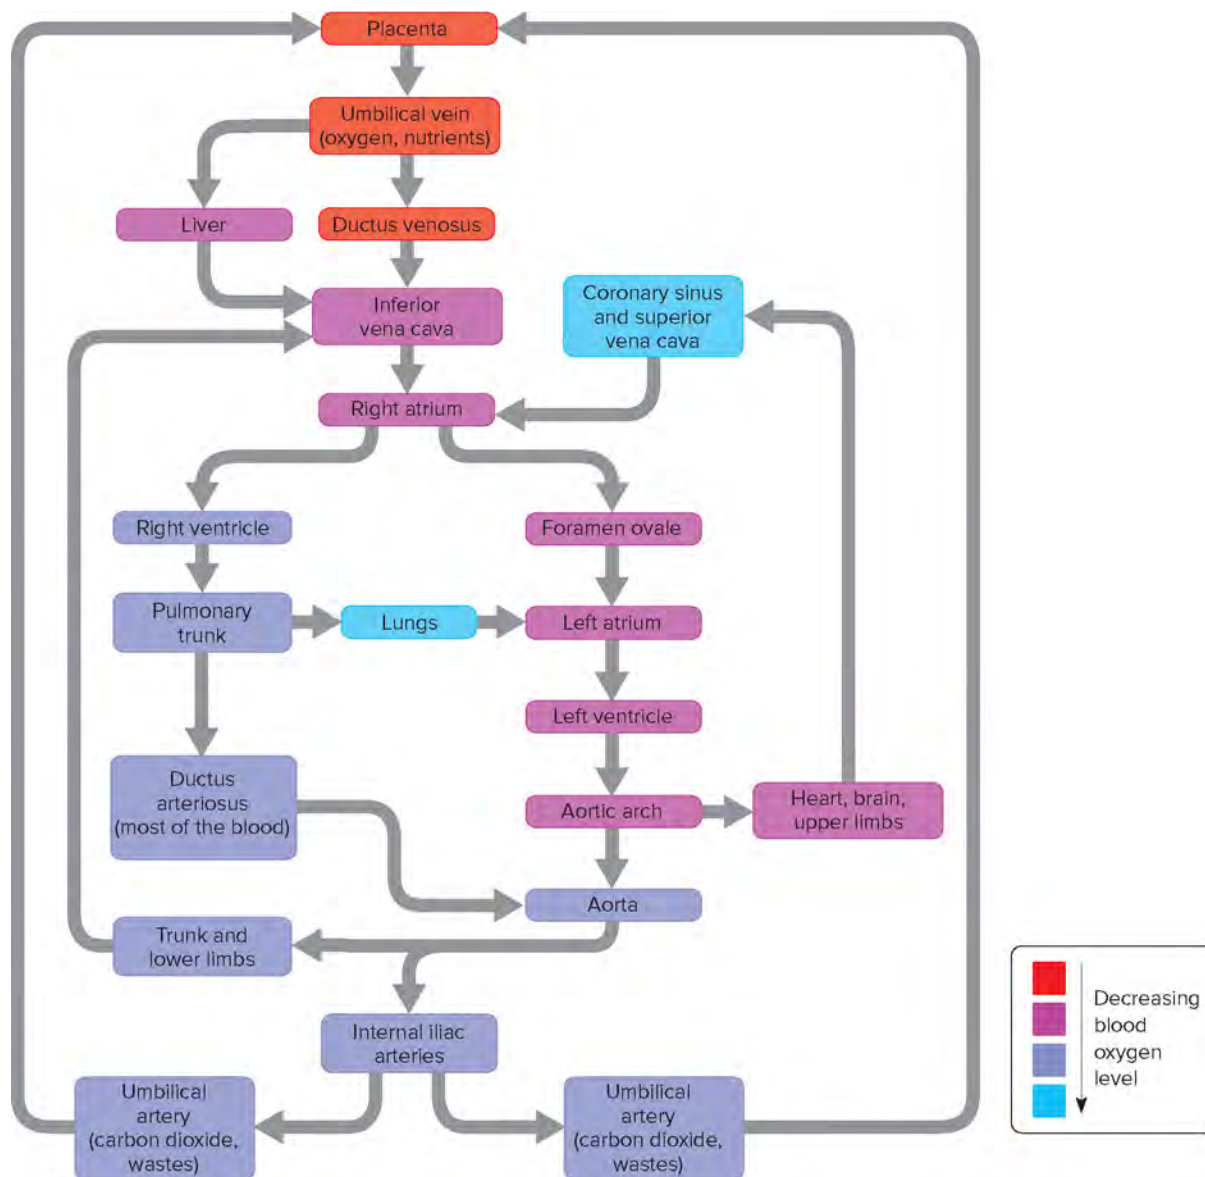 Placenta
Umbilical vein
(oxygen, nutrients)
Liver
Ductus venosus
Inferior
vena cava
Coronary sinus
and superior
vena cava
Right atrium
Right ventricle
Foramen ovale
Pulmonary
trunk
Lungs
Left atrium
Left ventricle
Ductus
arteriosus
(most of the blood)
Aortic arch
Heart, brain,
upper limbs
Aorta
Trunk and
lower limbs
Internal iliac
arteries
Umbilical
artery
(carbon dioxide,
wastes)
Umbilical
artery
(carbon dioxide,
wastes)
Decreasing
blood
oxygen
level